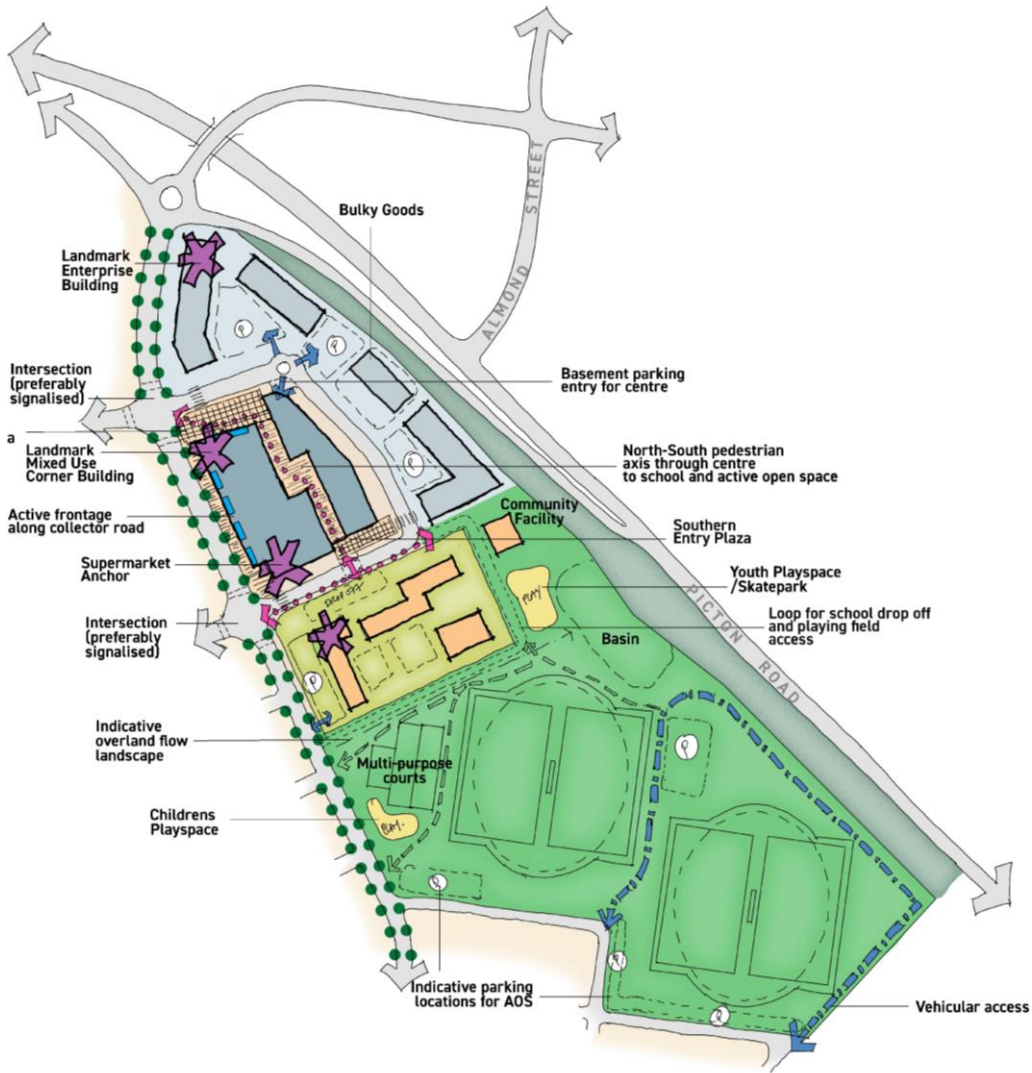 ALMOND STREET
Bulky Goods
Landmark
Enterprise
Building
P
P
Intersection
(preferably
signalised)
Basement parking
entry for centre
a
Landmark
Mixed Use
Corner Building
North-South pedestrian
axis through centre
to school and active open space
P
Active frontage
along collector road
Community
Facility
Southern
Entry Plaza
Supermarket
Anchor
Youth Playspace
/Skatepark
DROP OFF
PLAY
PICTON ROAD
Loop for school drop off
and playing field
access
Intersection
(preferably
signalised)
Basin
P
Indicative
overland flow
landscape
P
Multi-purpose
courts
Childrens
Playspace
PLAY
P
P
Indicative parking
locations for AOS
P
Vehicular access